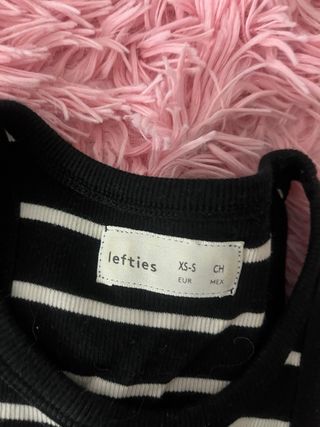 lefties XS-S CH
EUR MEX